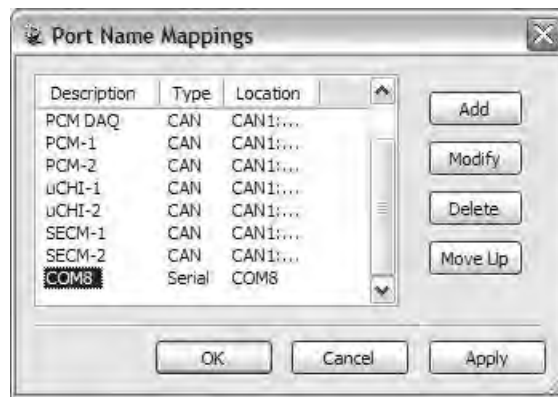 Port Name Mappings
Description Type Location
PCM DAQ CAN CAN1:...
PCM-1 CAN CAN1:...
PCM-2 CAN CAN1:...
uCHI-1 CAN CAN1:...
uCHI-2 CAN CAN1:...
SECM-1 CAN CAN1:...
SECM-2 CAN CAN1:...
COM8 Serial COM8
Add
Modify
Delete
Move Up
OK Cancel Apply